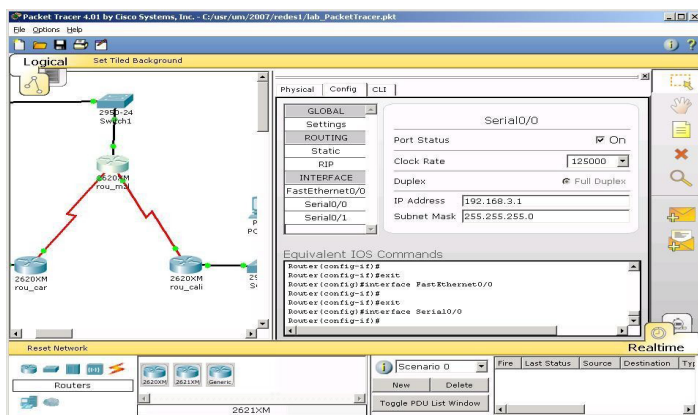 Packet Tracer 4.01 by Cisco Systems, Inc. - C:/usr/um/2007/redes1/lab_PacketTracer.pkt
File Options Help
Logical Set Tiled Background
Physical Config CLI
GLOBAL
Settings
ROUTING
Static
RIP
INTERFACE
FastEthernet0/0
Serial0/0
Serial0/1
Serial0/0
Port Status On
Clock Rate 125000
Duplex Full Duplex
IP Address 192.168.3.1
Subnet Mask 255.255.255.0
2950-24
Switch1
2620XM
2620XM
rou_car
2620XM
rou_cali
Equivalent IOS Commands
Router(config-if)#
Router(config-if)#exit
Router(config)#interface FastEthernet0/0
Router(config-if)#
Router(config-if)#exit
Router(config)#interface Serial0/0
Router(config-if)#
Reset Network
Realtime
Routers
2620XM 2621XM Generic
2621XM
Scenario 0
New Delete
Toggle PDU List Window
Fire Last Status Source Destination